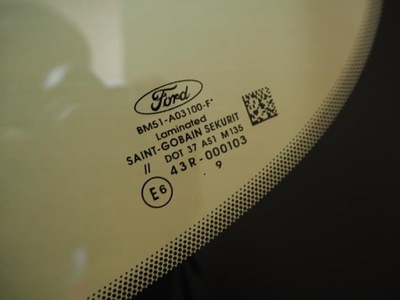 Ford
BM51-A03100-F*
Laminated
SAINT-GOBAIN SEKURIT
// DOT 37 AS1 M135
43R-000103
. 9
E6